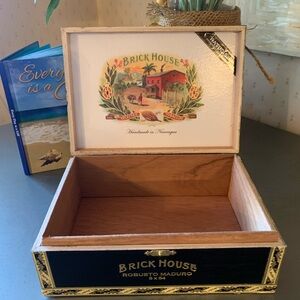 Every
is a
BRICK HOUSE
Handmade in Nicaragua
BRICK HOUSE
ROBUSTO MADURO
5 x 54